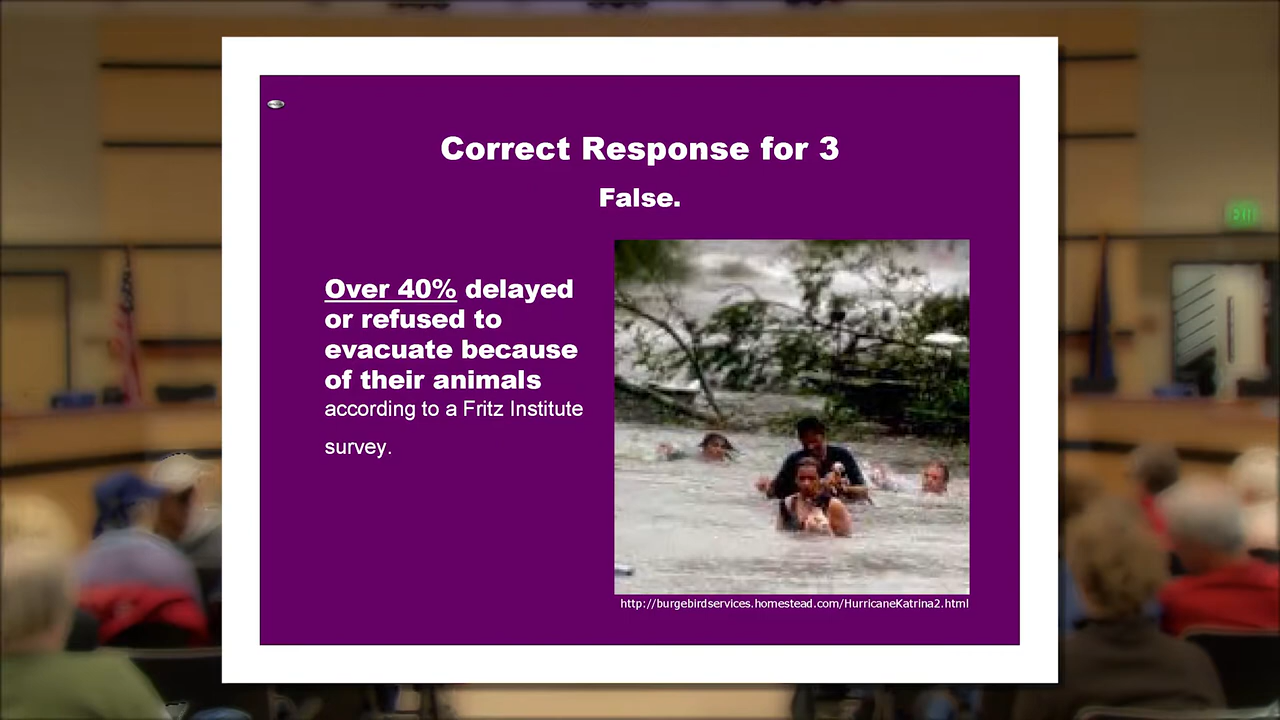 Correct Response for 3
False.
Over 40% delayed
or refused to
evacuate because
of their animals
according to a Fritz Institute
survey.
http://burgebirdservices.homestead.com/HurricaneKatrina2.html
EXIT